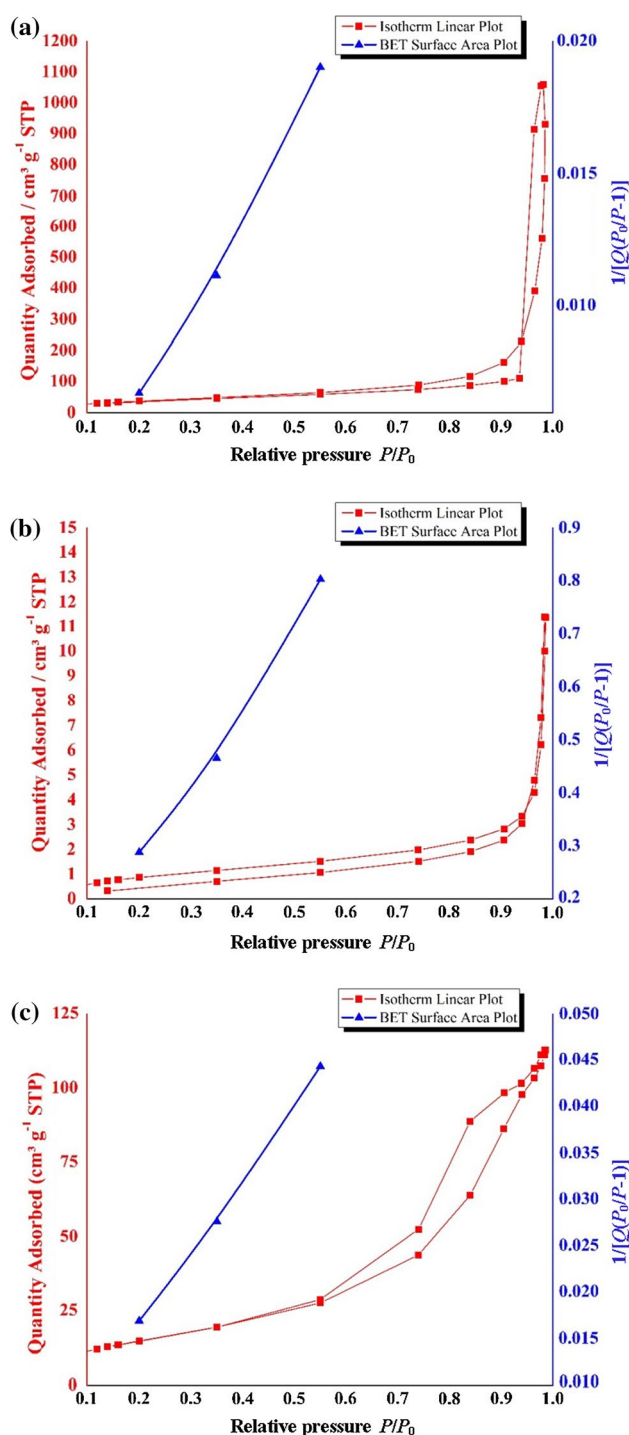 (a)
Isotherm Linear Plot
BET Surface Area Plot
1200
1100
1000
900
800
700
600
500
400
300
200
100
0
Quantity Adsorbed / cm³ g⁻¹ STP
0.020
0.015
0.010
1/[Q(P₀/P-1)]
0.1 0.2 0.3 0.4 0.5 0.6 0.7 0.8 0.9 1.0
Relative pressure P/P₀
(b)
Isotherm Linear Plot
BET Surface Area Plot
15
14
13
12
11
10
9
8
7
6
5
4
3
2
1
0
Quantity Adsorbed / cm³ g⁻¹ STP
0.9
0.8
0.7
0.6
0.5
0.4
0.3
0.2
1/[Q(P₀/P-1)]
0.1 0.2 0.3 0.4 0.5 0.6 0.7 0.8 0.9 1.0
Relative pressure P/P₀
(c)
Isotherm Linear Plot
BET Surface Area Plot
125
100
75
50
25
0
Quantity Adsorbed (cm³ g⁻¹ STP)
0.050
0.045
0.040
0.035
0.030
0.025
0.020
0.015
0.010
1/[Q(P₀/P-1)]
0.1 0.2 0.3 0.4 0.5 0.6 0.7 0.8 0.9 1.0
Relative pressure P/P₀